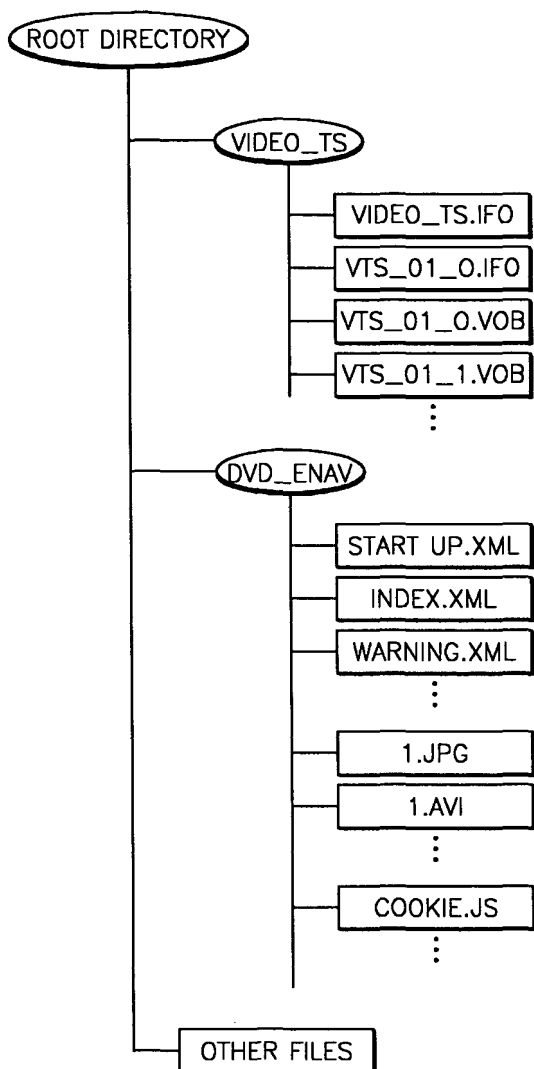 ROOT DIRECTORY
VIDEO_TS
VIDEO_TS.IFO
VTS_01_0.IFO
VTS_01_0.VOB
VTS_01_1.VOB
DVD_ENAV
START UP.XML
INDEX.XML
WARNING.XML
1.JPG
1.AVI
COOKIE.JS
OTHER FILES